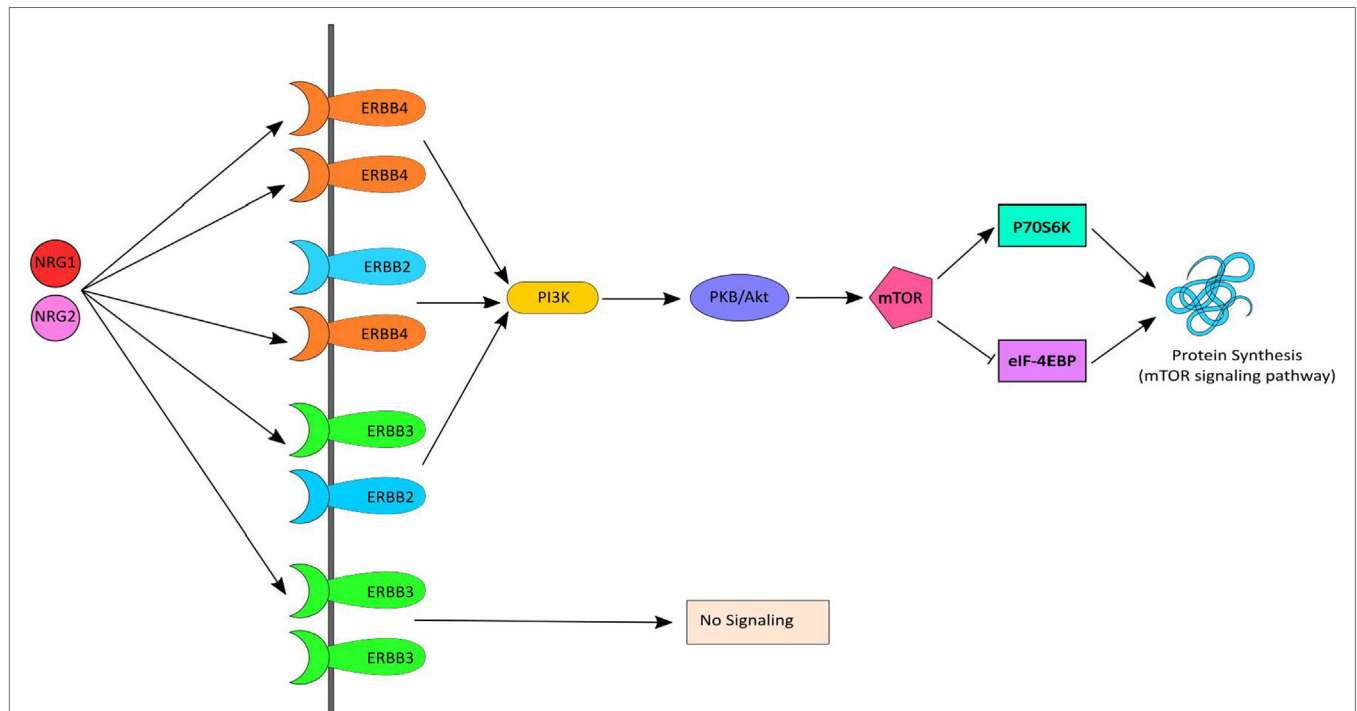 NRG1
NRG2
ERBB4
ERBB4
ERBB2
ERBB4
ERBB3
ERBB2
ERBB3
ERBB3
PI3K
PKB/Akt
mTOR
P70S6K
eIF-4EBP
Protein Synthesis
(mTOR signaling pathway)
No Signaling